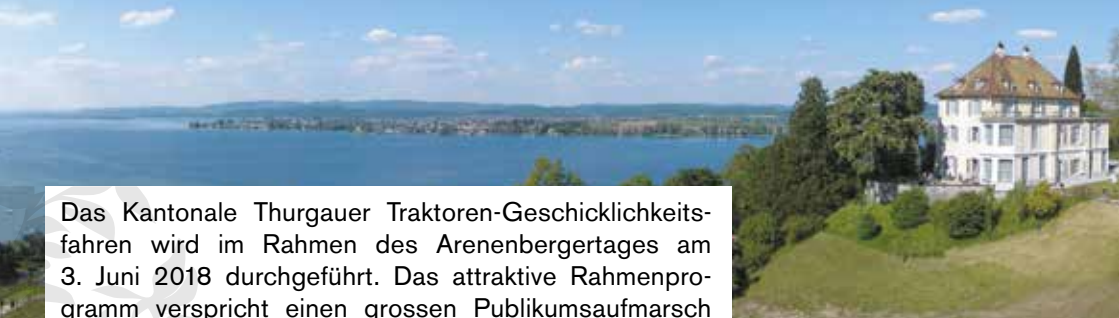 Das Kantonale Thurgauer Traktoren-Geschicklichkeits-
fahren wird im Rahmen des Arenenbergertages am
3. Juni 2018 durchgeführt. Das attraktive Rahmenpro-
gramm verspricht einen grossen Publikumsaufmarsch